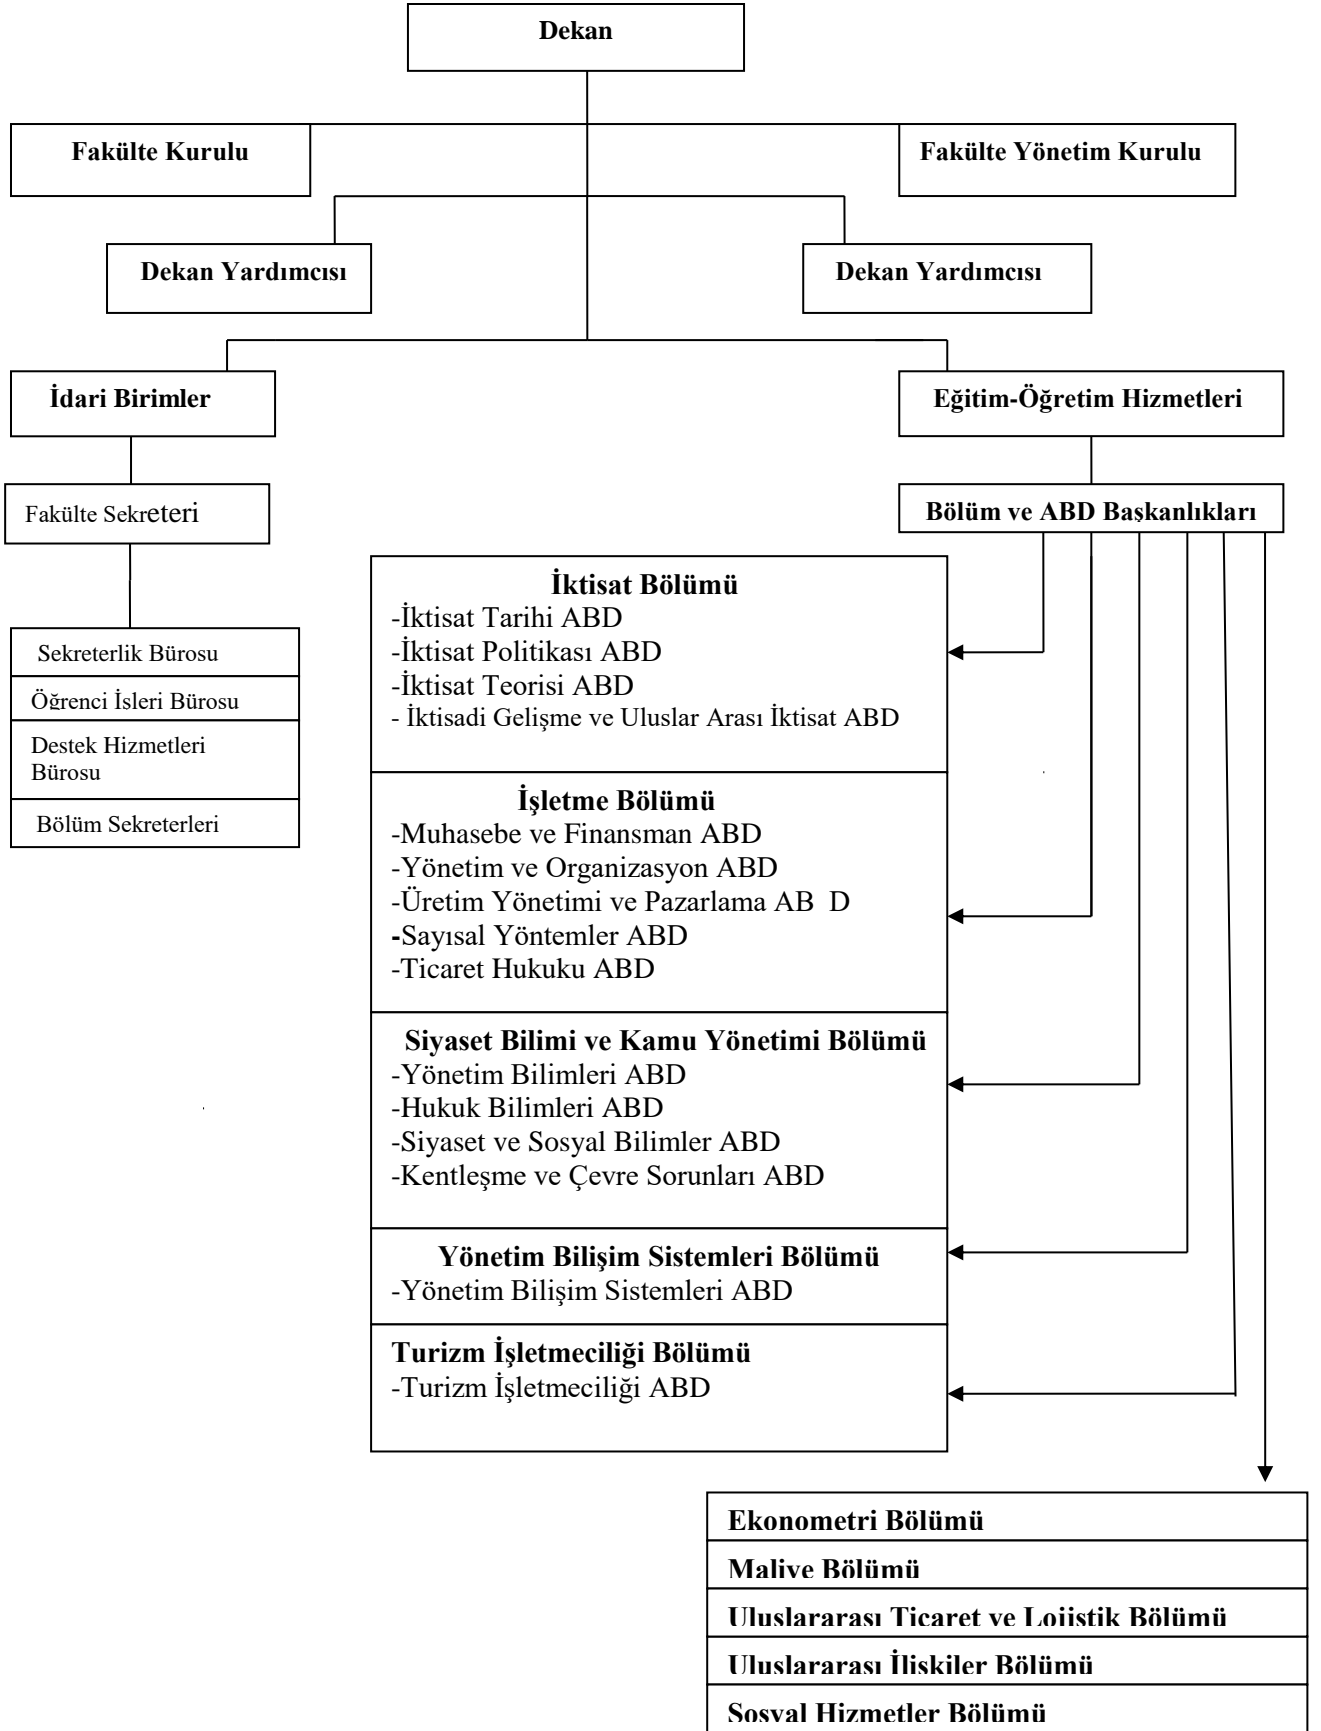 Dekan
Fakülte Kurulu
Fakülte Yönetim Kurulu
Dekan Yardımcısı
Dekan Yardımcısı
İdari Birimler
Eğitim-Öğretim Hizmetleri
Fakülte Sekreteri
Bölüm ve ABD Başkanlıkları
Sekreterlik Bürosu
Öğrenci İşleri Bürosu
Destek Hizmetleri
Bürosu
Bölüm Sekreterleri
İktisat Bölümü
-İktisat Tarihi ABD
-İktisat Politikası ABD
-İktisat Teorisi ABD
- İktisadi Gelişme ve Uluslar Arası İktisat ABD
İşletme Bölümü
-Muhasebe ve Finansman ABD
-Yönetim ve Organizasyon ABD
-Üretim Yönetimi ve Pazarlama AB D
-Sayısal Yöntemler ABD
-Ticaret Hukuku ABD
Siyaset Bilimi ve Kamu Yönetimi Bölümü
-Yönetim Bilimleri ABD
-Hukuk Bilimleri ABD
-Siyaset ve Sosyal Bilimler ABD
-Kentleşme ve Çevre Sorunları ABD
Yönetim Bilişim Sistemleri Bölümü
-Yönetim Bilişim Sistemleri ABD
Turizm İşletmeciliği Bölümü
-Turizm İşletmeciliği ABD
Ekonometri Bölümü
Maliye Bölümü
Uluslararası Ticaret ve Lojistik Bölümü
Uluslararası İlişkiler Bölümü
Sosyal Hizmetler Bölümü